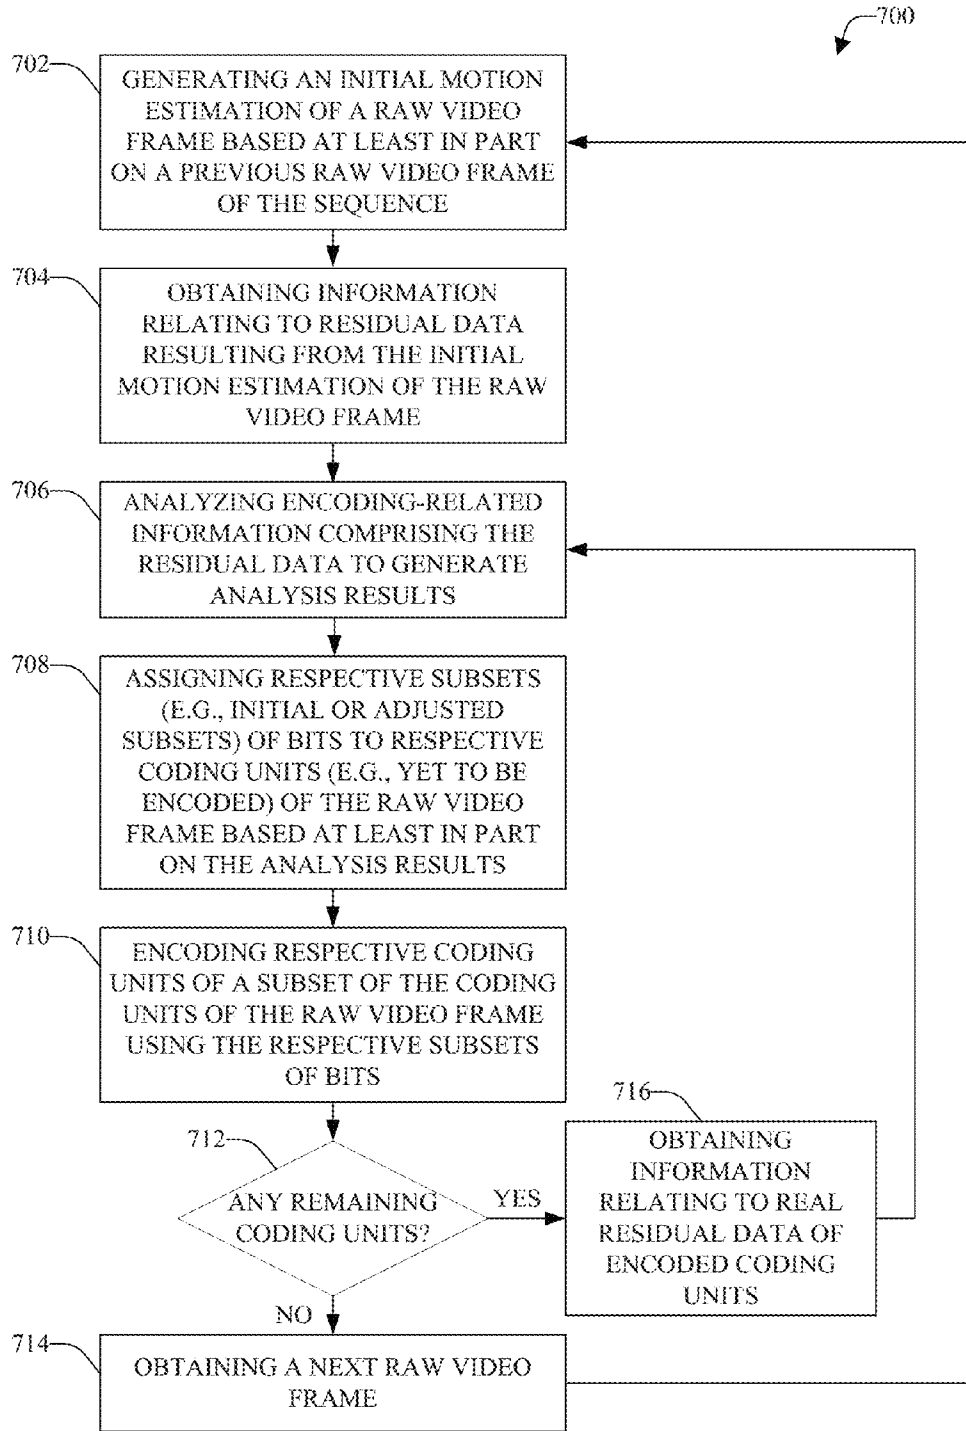 700
702
GENERATING AN INITIAL MOTION
ESTIMATION OF A RAW VIDEO
FRAME BASED AT LEAST IN PART
ON A PREVIOUS RAW VIDEO FRAME
OF THE SEQUENCE
704
OBTAINING INFORMATION
RELATING TO RESIDUAL DATA
RESULTING FROM THE INITIAL
MOTION ESTIMATION OF THE RAW
VIDEO FRAME
706
ANALYZING ENCODING-RELATED
INFORMATION COMPRISING THE
RESIDUAL DATA TO GENERATE
ANALYSIS RESULTS
708
ASSIGNING RESPECTIVE SUBSETS
(E.G., INITIAL OR ADJUSTED
SUBSETS) OF BITS TO RESPECTIVE
CODING UNITS (E.G., YET TO BE
ENCODED) OF THE RAW VIDEO
FRAME BASED AT LEAST IN PART
ON THE ANALYSIS RESULTS
710
ENCODING RESPECTIVE CODING
UNITS OF A SUBSET OF THE CODING
UNITS OF THE RAW VIDEO FRAME
USING THE RESPECTIVE SUBSETS
OF BITS
712
ANY REMAINING
CODING UNITS?
YES
716
OBTAINING
INFORMATION
RELATING TO REAL
RESIDUAL DATA OF
ENCODED CODING
UNITS
NO
714
OBTAINING A NEXT RAW VIDEO
FRAME